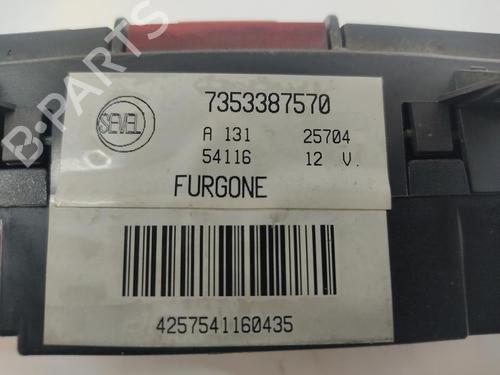 B-PARTS
SEVEL
7353387570
A 131 25704
54116 12 V.
FURGONE
4257541160435